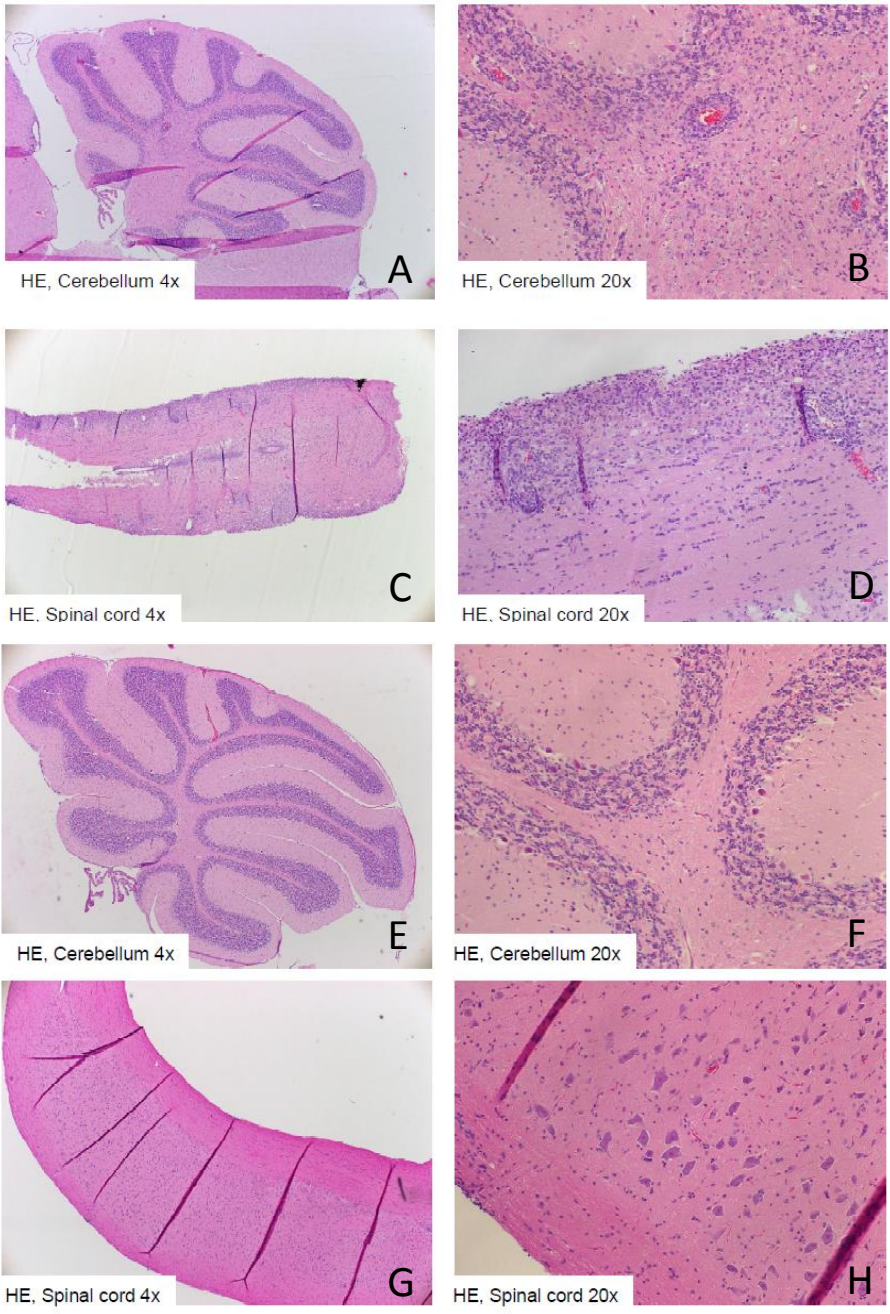 A
HE, Cerebellum 4x
B
HE, Cerebellum 20x
C
HE, Spinal cord 4x
D
HE, Spinal cord 20x
E
HE, Cerebellum 4x
F
HE, Cerebellum 20x
G
HE, Spinal cord 4x
H
HE, Spinal cord 20x